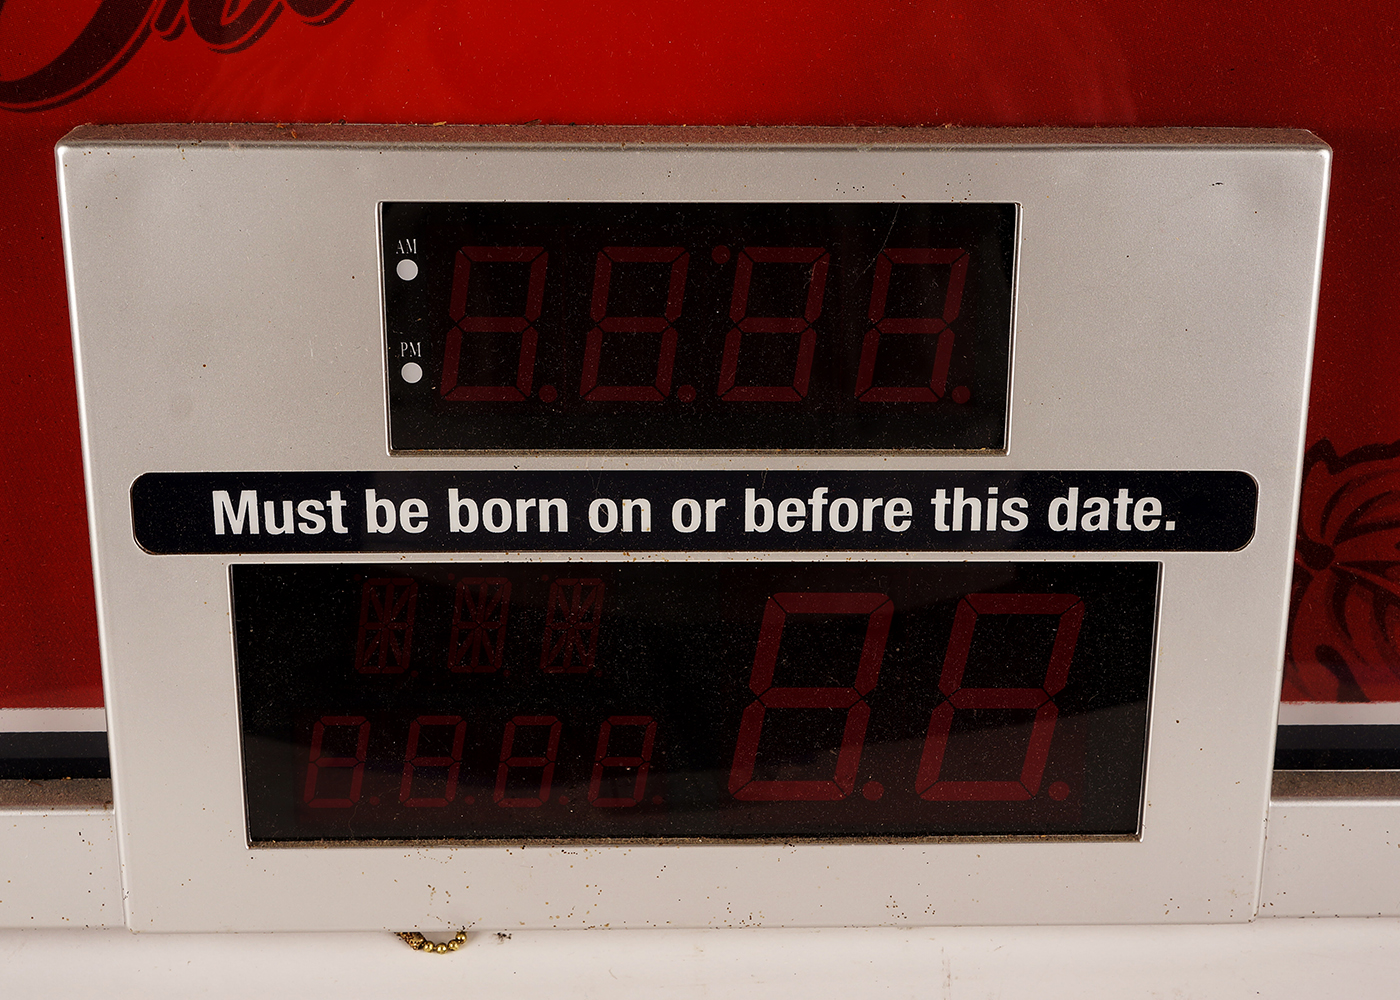 AM
PM
Must be born on or before this date.